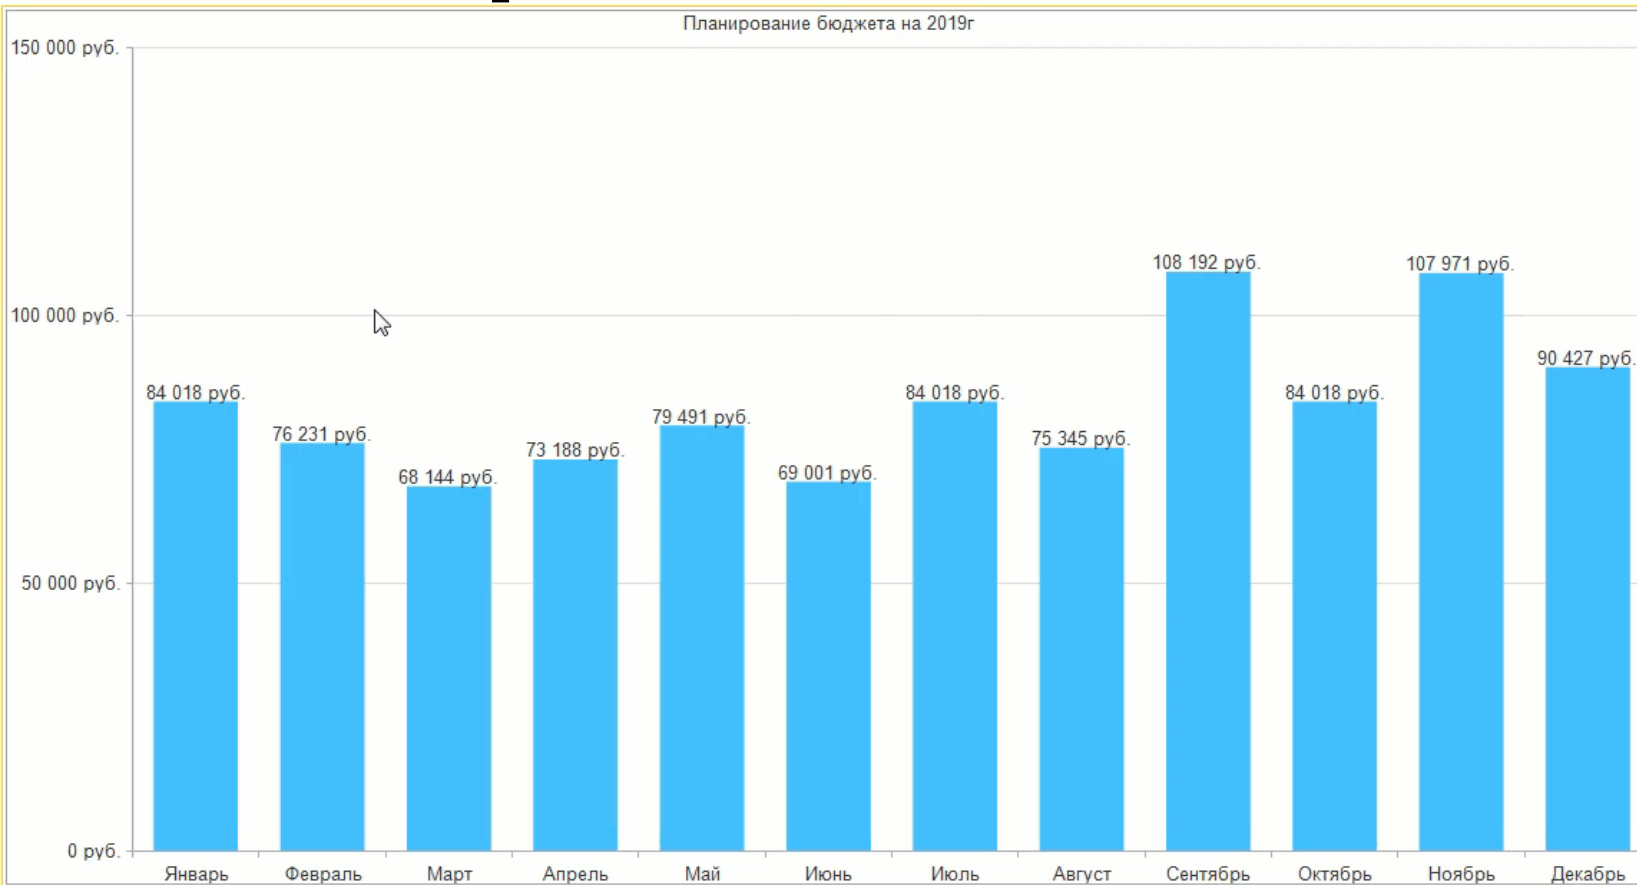 Планирование бюджета на 2019г
150 000 руб.
100 000 руб.
50 000 руб.
0 руб.
84 018 руб.
76 231 руб.
68 144 руб.
73 188 руб.
79 491 руб.
69 001 руб.
84 018 руб.
75 345 руб.
108 192 руб.
84 018 руб.
107 971 руб.
90 427 руб.
Январь Февраль Март Апрель Май Июнь Июль Август Сентябрь Октябрь Ноябрь Декабрь